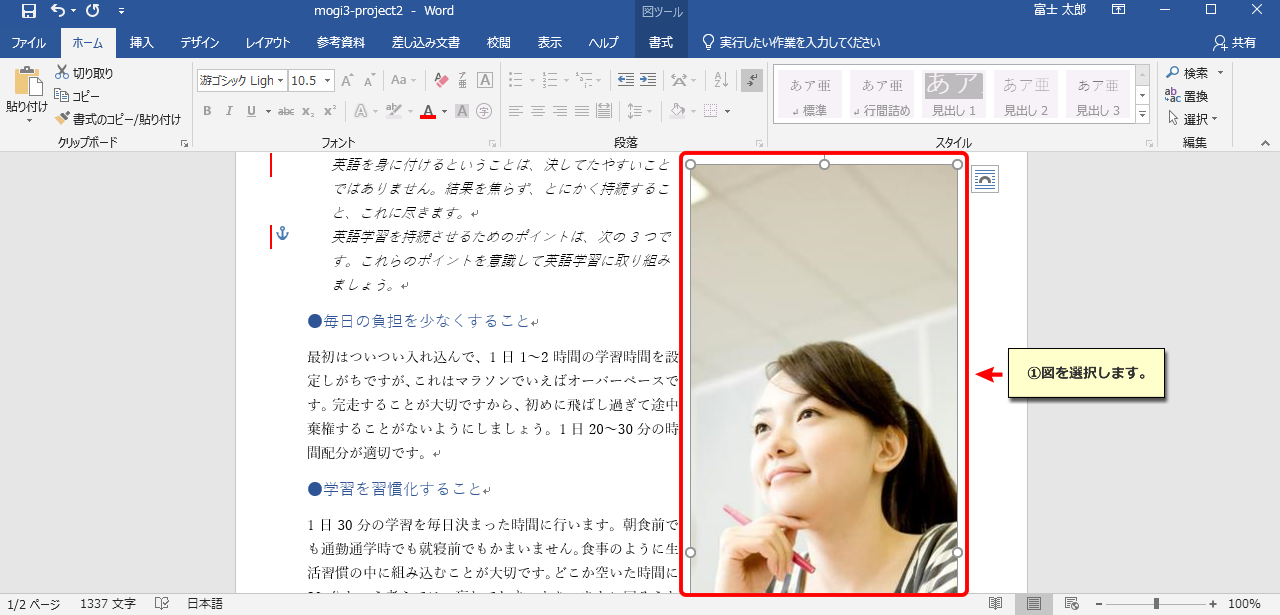 mogi3-project2 - Word
図ツール
富士 太郎
ファイル
ホーム
挿入
デザイン
レイアウト
参考資料
差し込み文書
校閲
表示
ヘルプ
書式
実行したい作業を入力してください
共有
貼り付け
切り取り
コピー
書式のコピー/貼り付け
クリップボード
游ゴシック Ligh
10.5
A A Aa A A
B I U abc x₂ x² A ab A A 字
フォント
段落
あア亜
標準
あア亜
行間詰め
あア
見出し 1
あア亜
見出し 2
あア亜
見出し 3
スタイル
検索
置換
選択
編集
英語を身に付けるということは、決してたやすいこと
ではありません。結果を焦らず、とにかく持続するこ
と、これに尽きます。
英語学習を持続させるためのポイントは、次の 3 つで
す。これらのポイントを意識して英語学習に取り組み
ましょう。
●毎日の負担を少なくすること
最初はついつい入れ込んで、1 日 1～2 時間の学習時間を設
定しがちですが、これはマラソンでいえばオーバーペースで
す。完走することが大切ですから、初めに飛ばし過ぎて途中
棄権することがないようにしましょう。1 日 20～30 分の時
間配分が適切です。
●学習を習慣化すること
1 日 30 分の学習を毎日決まった時間に行います。朝食前で
も通勤通学時でも就寝前でもかまいません。食事のように生
活習慣の中に組み込むことが大切です。どこか空いた時間に
①図を選択します。
1/2 ページ
1337 文字
日本語
100%